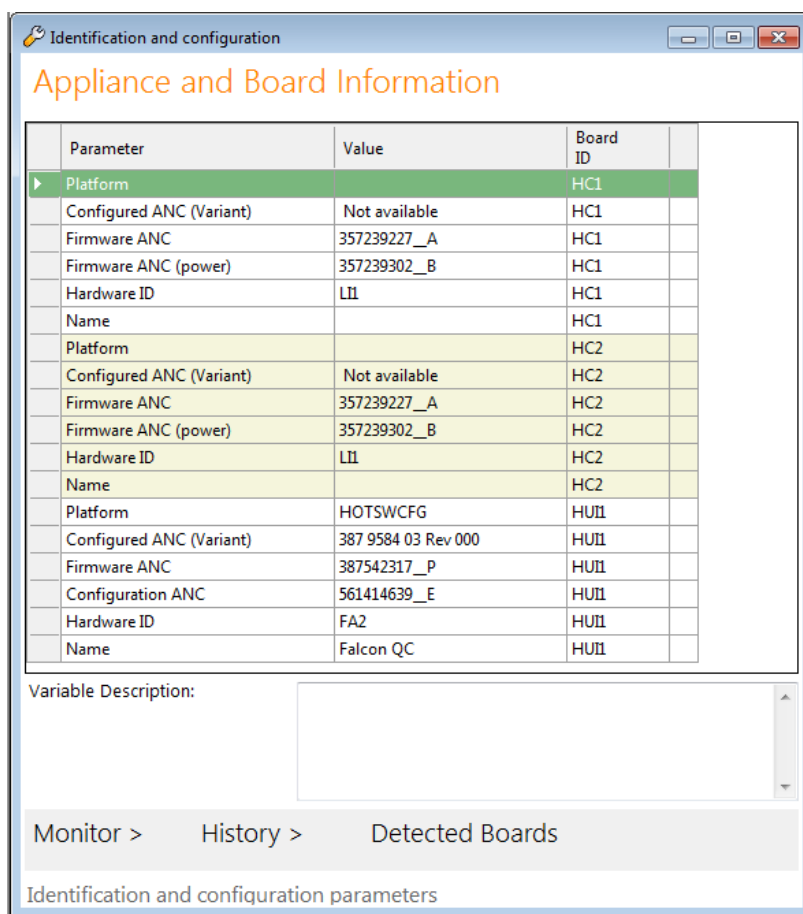 Identification and configuration
Appliance and Board Information
Parameter Value Board ID
Platform HC1
Configured ANC (Variant) Not available HC1
Firmware ANC 357239227__A HC1
Firmware ANC (power) 357239302__B HC1
Hardware ID LI1 HC1
Name HC1
Platform HC2
Configured ANC (Variant) Not available HC2
Firmware ANC 357239227__A HC2
Firmware ANC (power) 357239302__B HC2
Hardware ID LI1 HC2
Name HC2
Platform HOTSWCFG HUI1
Configured ANC (Variant) 387 9584 03 Rev 000 HUI1
Firmware ANC 387542317__P HUI1
Configuration ANC 561414639__E HUI1
Hardware ID FA2 HUI1
Name Falcon QC HUI1
Variable Description:
Monitor > History > Detected Boards
Identification and configuration parameters